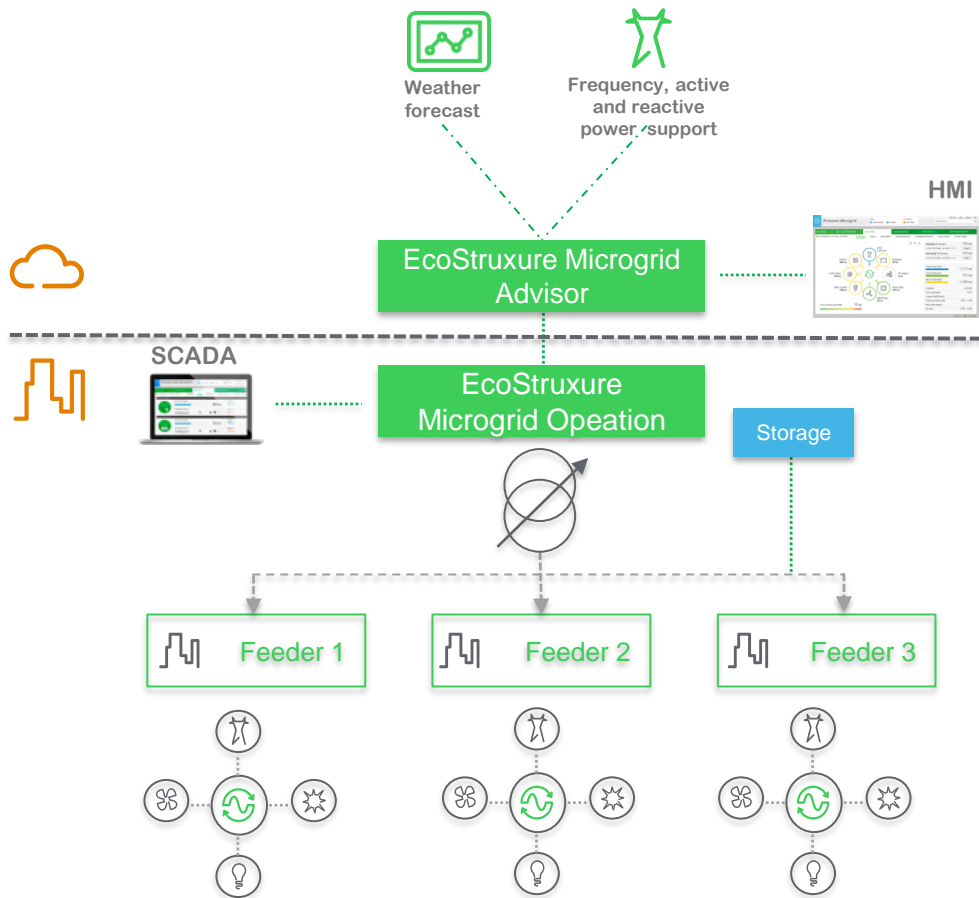 Weather
forecast
Frequency, active
and reactive
power support
HMI
EcoStruxure Microgrid
Advisor
SCADA
EcoStruxure
Microgrid Opeation
Storage
Feeder 1
Feeder 2
Feeder 3